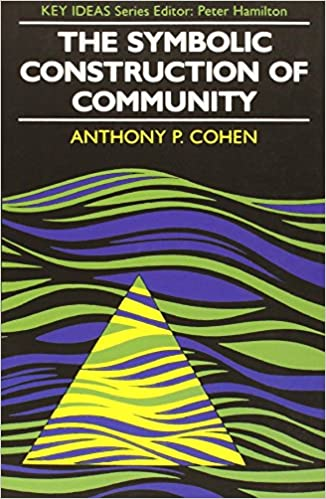 KEY IDEAS Series Editor: Peter Hamilton
THE SYMBOLIC
CONSTRUCTION OF
COMMUNITY
ANTHONY P. COHEN